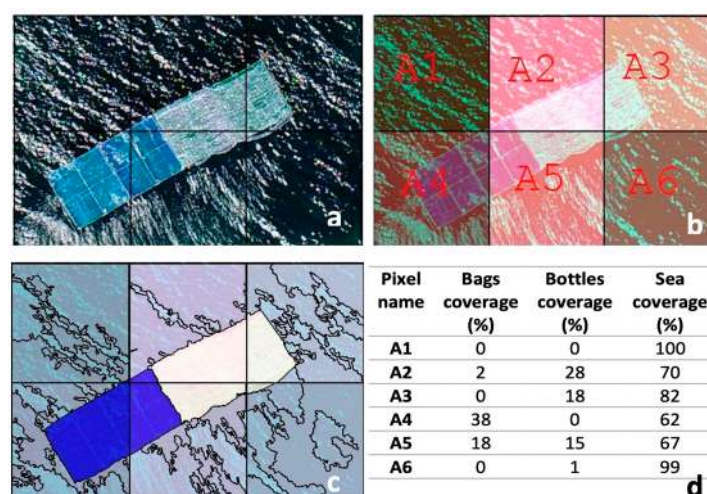 a
A1 A2 A3
A4 A5 A6
b
c
Pixel name Bags coverage (%) Bottles coverage (%) Sea coverage (%)
A1 0 0 100
A2 2 28 70
A3 0 18 82
A4 38 0 62
A5 18 15 67
A6 0 1 99
d